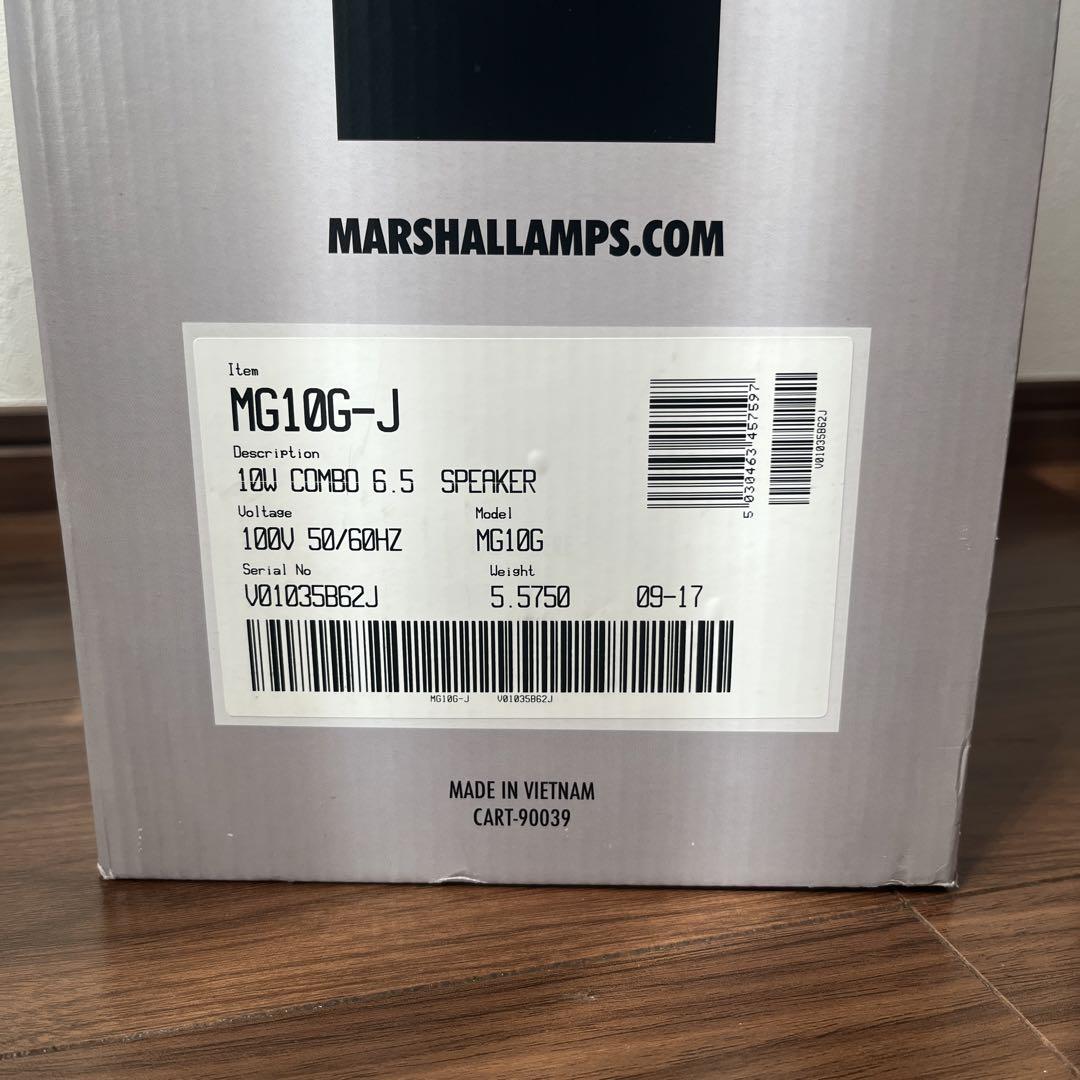 MARSHALLAMPS.COM
Item
MG10G-J
Description
10W COMBO 6.5  SPEAKER
Voltage
Model
100V 50/60HZ
MG10G
Serial No
Weight
V01035B62J
5.5750
09-17
MG10G-J
V01035B62J
5 030463 457597
V01035B62J
MADE IN VIETNAM
CART-90039